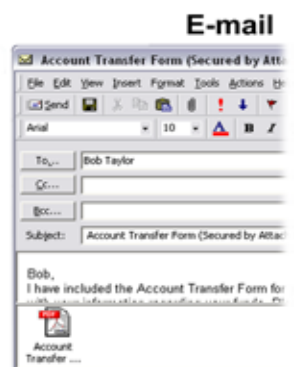 E-mail
Account Transfer Form (Secured by Atta
File Edit View Insert Format Tools Actions He
Send
Arial 10 A B I
To... Bob Taylor
Cc...
Bcc...
Subject: Account Transfer Form (Secured by Attac
Bob,
I have included the Account Transfer Form for
with your information regarding your funds.
Account
Transfer ....